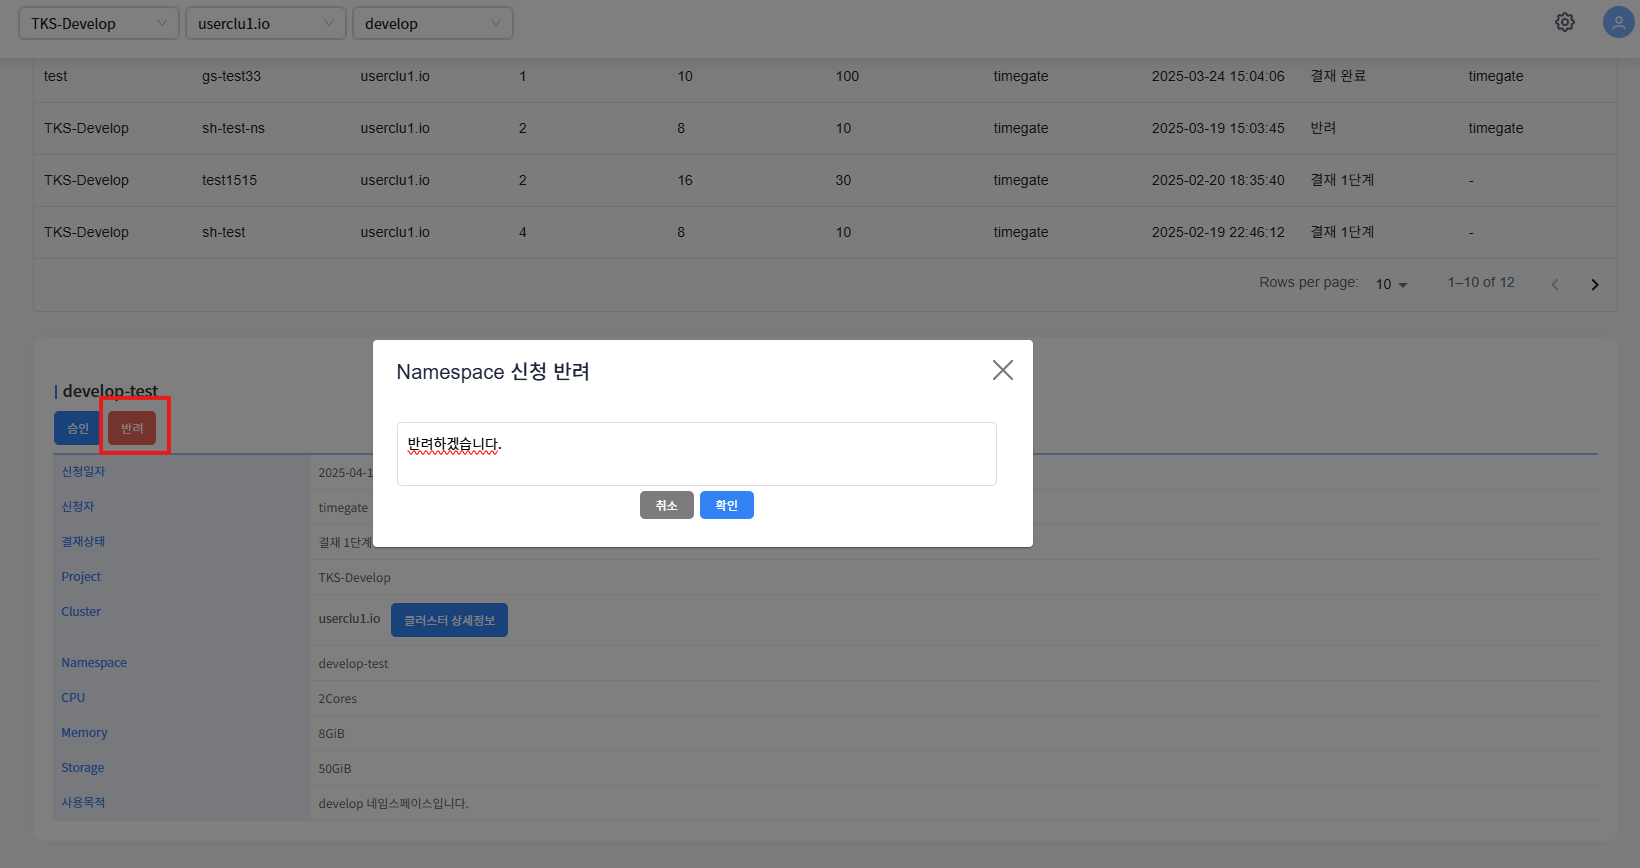 TKS-Develop userclu1.io develop
test gs-test33 userclu1.io 1 10 100 timegate 2025-03-24 15:04:06 결재 완료 timegate
TKS-Develop sh-test-ns userclu1.io 2 8 10 timegate 2025-03-19 15:03:45 반려 timegate
TKS-Develop test1515 userclu1.io 2 16 30 timegate 2025-02-20 18:35:40 결재 1단계 -
TKS-Develop sh-test userclu1.io 4 8 10 timegate 2025-02-19 22:46:12 결재 1단계 -
Rows per page: 10 1–10 of 12
Namespace 신청 반려
반려하겠습니다.
취소 확인
develop-test
승인 반려
신청일자 2025-04-1
신청자 timegate
결재상태 결재 1단계
Project TKS-Develop
Cluster userclu1.io 클러스터 상세정보
Namespace develop-test
CPU 2Cores
Memory 8GiB
Storage 50GiB
사용목적 develop 네임스페이스입니다.